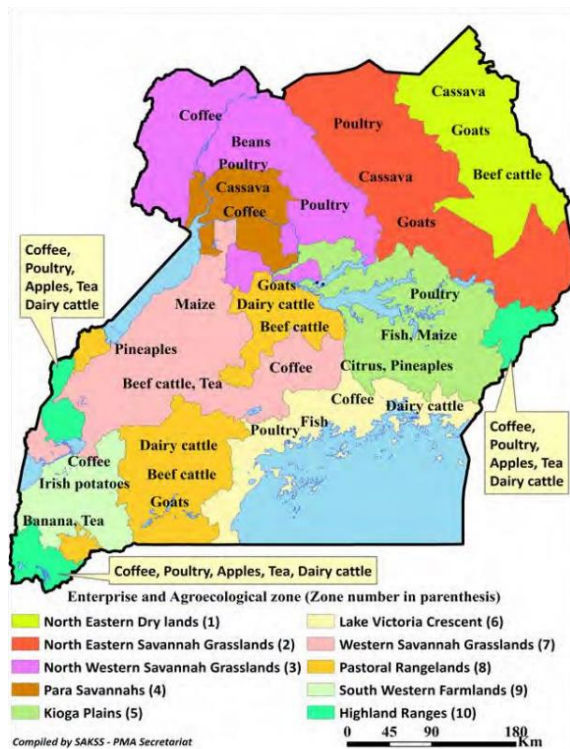 Coffee
Beans
Poultry
Cassava
Coffee
Poultry
Poultry
Cassava
Goats
Cassava
Goats
Beef cattle
Coffee,
Poultry,
Apples, Tea
Dairy cattle
Goats
Dairy cattle
Beef cattle
Maize
Pineaples
Beef cattle, Tea
Coffee
Poultry
Fish, Maize
Citrus, Pineaples
Coffee
Dairy cattle
Poultry
Fish
Dairy cattle
Beef cattle
Goats
Coffee
Irish potatoes
Banana, Tea
Coffee,
Poultry,
Apples, Tea
Dairy cattle
Coffee, Poultry, Apples, Tea, Dairy cattle
Enterprise and Agroecological zone (Zone number in parenthesis)
North Eastern Dry lands (1)
North Eastern Savannah Grasslands (2)
North Western Savannah Grasslands (3)
Para Savannahs (4)
Kioga Plains (5)
Lake Victoria Crescent (6)
Western Savannah Grasslands (7)
Pastoral Rangelands (8)
South Western Farmlands (9)
Highland Ranges (10)
Compiled by SAKSS - PMA Secretariat
0 45 90 180
Km